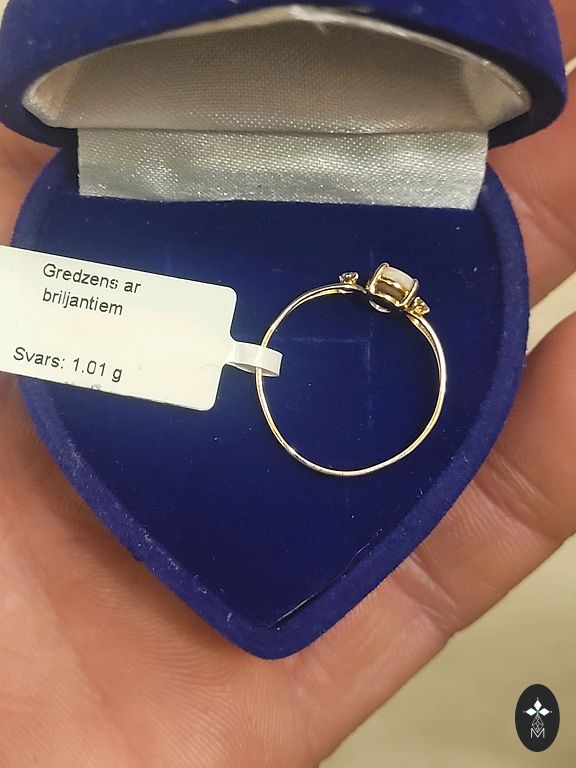 Gredzens ar
briljantiem
Svars: 1.01 g
M